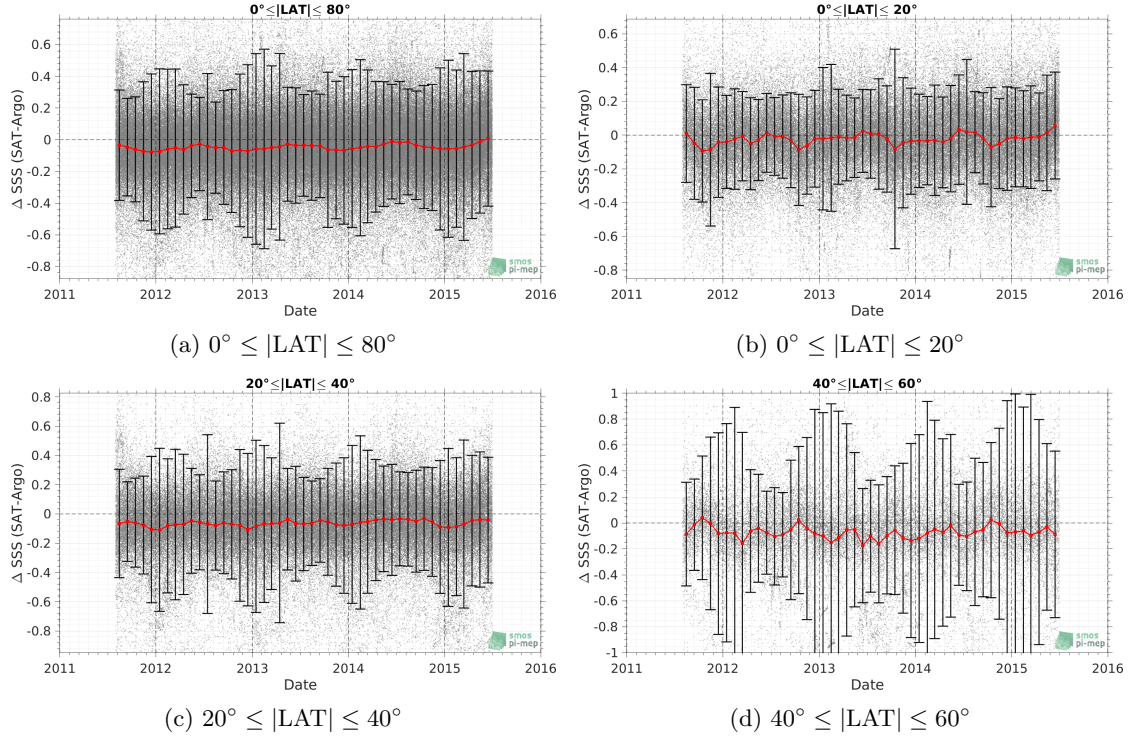 0°≤|LAT|≤ 80°
Δ SSS (SAT-Argo)
0.6
0.4
0.2
0
-0.2
-0.4
-0.6
-0.8
smos
pi-mep
2011 2012 2013 2014 2015 2016
Date
(a) 0° ≤ |LAT| ≤ 80°
0°≤|LAT|≤ 20°
Δ SSS (SAT-Argo)
0.6
0.4
0.2
0
-0.2
-0.4
-0.6
-0.8
smos
pi-mep
2011 2012 2013 2014 2015 2016
Date
(b) 0° ≤ |LAT| ≤ 20°
20°≤|LAT|≤ 40°
Δ SSS (SAT-Argo)
0.8
0.6
0.4
0.2
0
-0.2
-0.4
-0.6
-0.8
smos
pi-mep
2011 2012 2013 2014 2015 2016
Date
(c) 20° ≤ |LAT| ≤ 40°
40°≤|LAT|≤ 60°
Δ SSS (SAT-Argo)
1
0.8
0.6
0.4
0.2
0
-0.2
-0.4
-0.6
-0.8
-1
smos
pi-mep
2011 2012 2013 2014 2015 2016
Date
(d) 40° ≤ |LAT| ≤ 60°